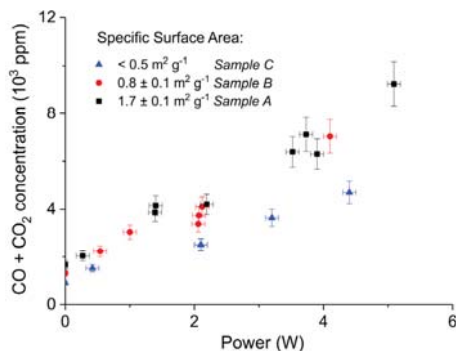 12
Specific Surface Area:
< 0.5 m² g⁻¹ Sample C
0.8 ± 0.1 m² g⁻¹ Sample B
1.7 ± 0.1 m² g⁻¹ Sample A
8
4
0
CO + CO₂ concentration (10³ ppm)
0 2 4 6
Power (W)